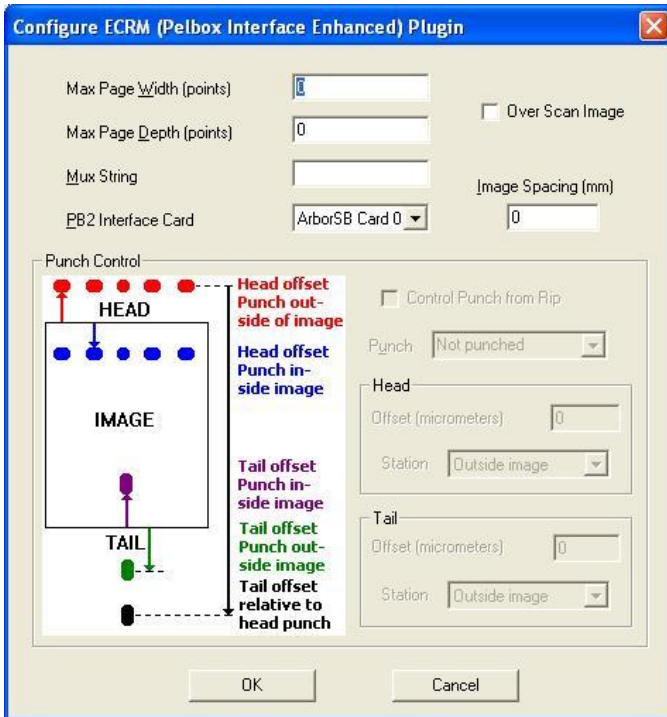 Configure ECRM (Pelbox Interface Enhanced) Plugin
Max Page Width (points)
0
Over Scan Image
Max Page Depth (points)
0
Mux String
Image Spacing (mm)
PB2 Interface Card
ArborSB Card 0
0
Punch Control
Head offset
Punch out-
side of image
HEAD
Head offset
Punch in-
side image
IMAGE
Tail offset
Punch in-
side image
TAIL
Tail offset
Punch out-
side image
Tail offset
relative to
head punch
Control Punch from Rip
Punch
Not punched
Head
Offset (micrometers)
0
Station
Outside image
Tail
Offset (micrometers)
0
Station
Outside image
OK
Cancel